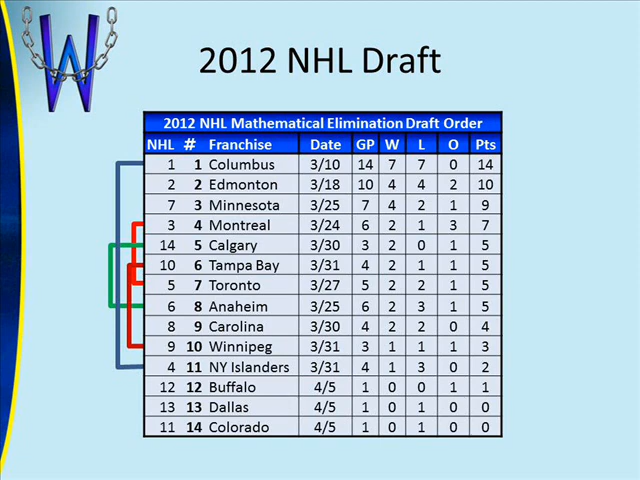 W
2012 NHL Draft
2012 NHL Mathematical Elimination Draft Order
NHL # Franchise Date GP W L O Pts
1 1 Columbus 3/10 14 7 7 0 14
2 2 Edmonton 3/18 10 4 4 2 10
7 3 Minnesota 3/25 7 4 2 1 9
3 4 Montreal 3/24 6 2 1 3 7
14 5 Calgary 3/30 3 2 0 1 5
10 6 Tampa Bay 3/31 4 2 1 1 5
5 7 Toronto 3/27 5 2 2 1 5
6 8 Anaheim 3/25 6 2 3 1 5
8 9 Carolina 3/30 4 2 2 0 4
9 10 Winnipeg 3/31 3 1 1 1 3
4 11 NY Islanders 3/31 4 1 3 0 2
12 12 Buffalo 4/5 1 0 0 1 1
13 13 Dallas 4/5 1 0 1 0 0
11 14 Colorado 4/5 1 0 1 0 0